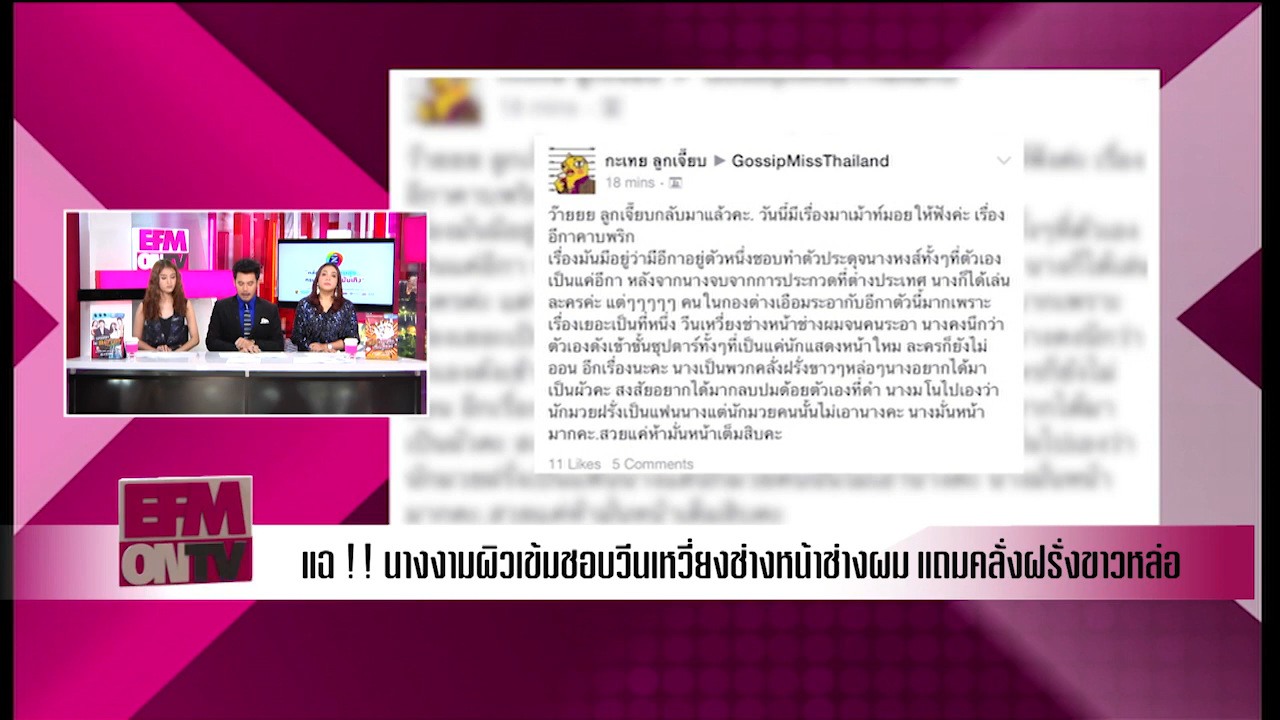 กะเทย ลูกเจี๊ยบ ▶ GossipMissThailand
18 mins ·
ว๊ายยย ลูกเจี๊ยบกลับมาแล้วคะ. วันนี้มีเรื่องมาเม้าท์มอยให้ฟังค่ะ เรื่อง
อีกาคาบพริก
เรื่องมันมีอยู่ว่ามีอีกาอยู่ตัวหนึ่งชอบทำตัวประดุจนางหงส์ทั้งๆที่ตัวเอง
เป็นแค่อีกา หลังจากนางจบจากการประกวดที่ต่างประเทศ นางก็ได้เล่น
ละครค่ะ แต่ๆๆๆๆๆ คนในกองต่างเอือมระอากับอีกาตัวนี้มากเพราะ
เรื่องเยอะเป็นที่หนึ่ง วีนเหวี่ยงช่างหน้าช่างผมจนคนระอา นางคงนึกว่า
ตัวเองดังเข้าขั้นซุปตาร์ทั้งๆที่เป็นแค่นักแสดงหน้าใหม่ ละครก็ยังไม่
ออน อีกเรื่องนะคะ นางเป็นพวกคลั่งฝรั่งขาวๆหล่อๆนางอยากได้มา
เป็นผัวคะ สงสัยอยากได้มากลบปมด้อยตัวเองที่ดำ นางมโนไปเองว่า
นักมวยฝรั่งเป็นแฟนนางแต่นักมวยคนนั้นไม่เอานางคะ นางมั่นหน้า
มากคะ.สวยแค่ห้ามั่นหน้าเต็มสิบคะ
11 Likes 5 Comments
EFM
ON TV
EFM
ON TV
แฉ !! นางงามผิวเข้มชอบวีนเหวี่ยงช่างหน้าช่างผม แถมคลั่งฝรั่งขาวหล่อ